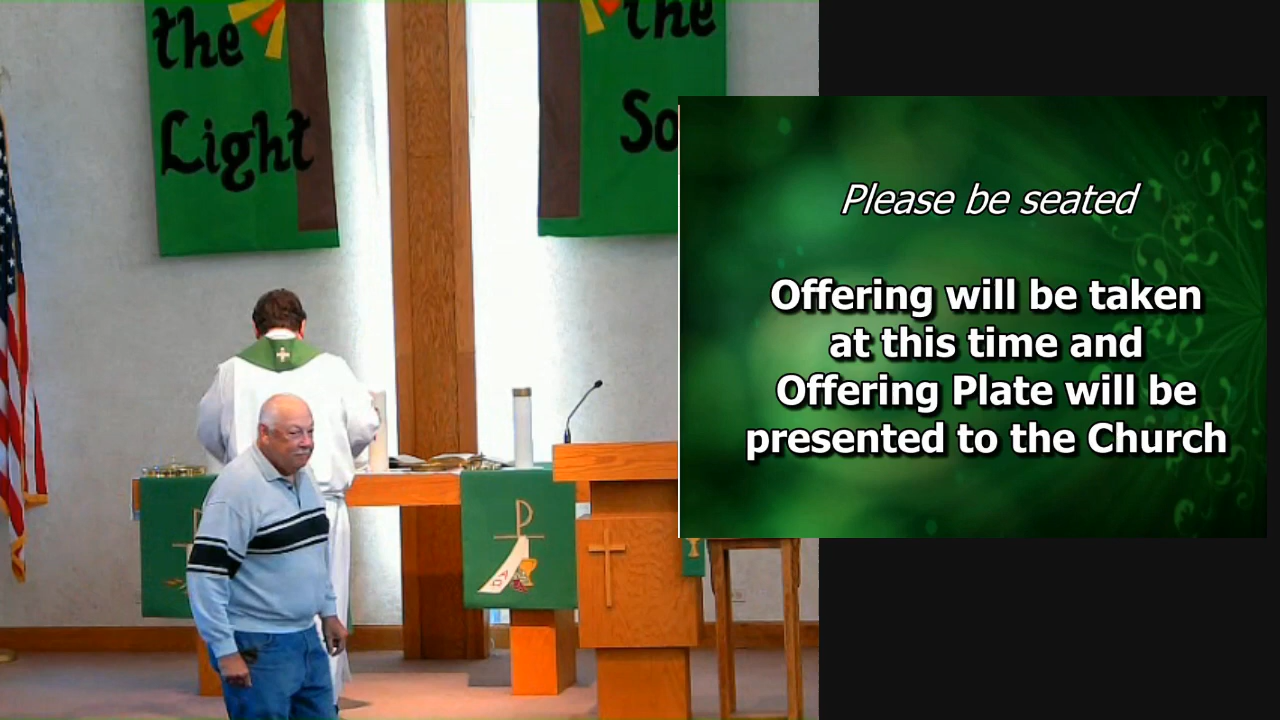 the
Light
the
So
Please be seated
Offering will be taken
at this time and
Offering Plate will be
presented to the Church